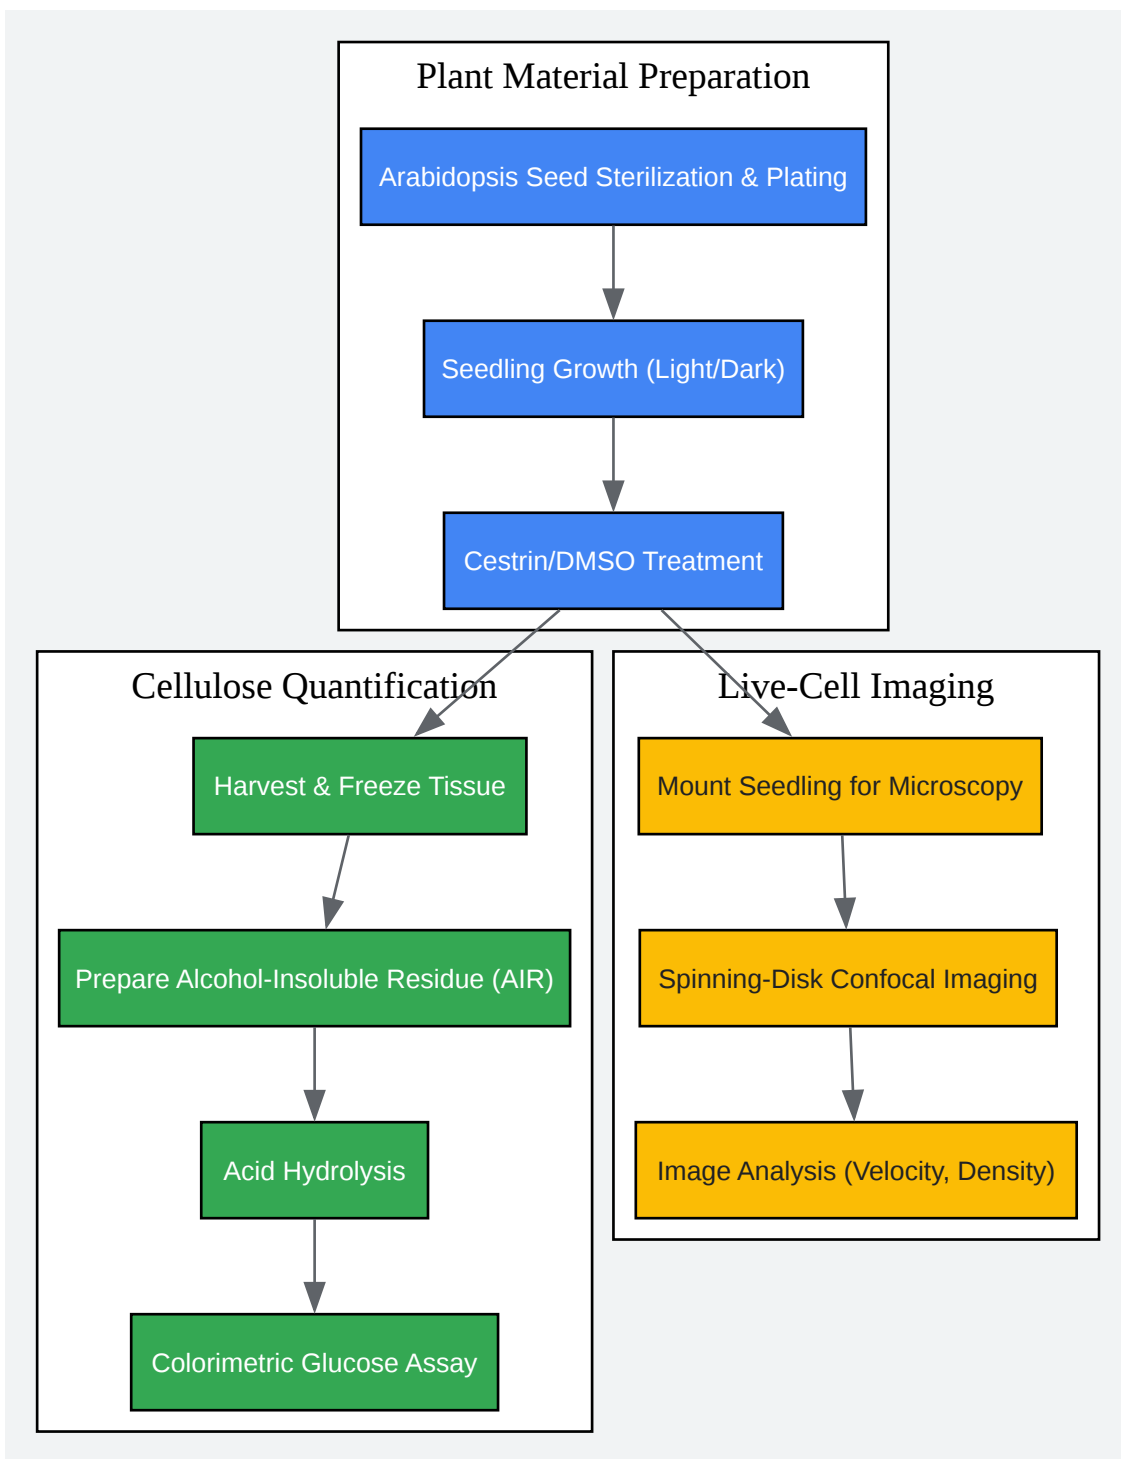 Plant Material Preparation
Arabidopsis Seed Sterilization & Plating
Seedling Growth (Light/Dark)
Cestrin/DMSO Treatment
Cellulose Quantification
Harvest & Freeze Tissue
Prepare Alcohol-Insoluble Residue (AIR)
Acid Hydrolysis
Colorimetric Glucose Assay
Live-Cell Imaging
Mount Seedling for Microscopy
Spinning-Disk Confocal Imaging
Image Analysis (Velocity, Density)